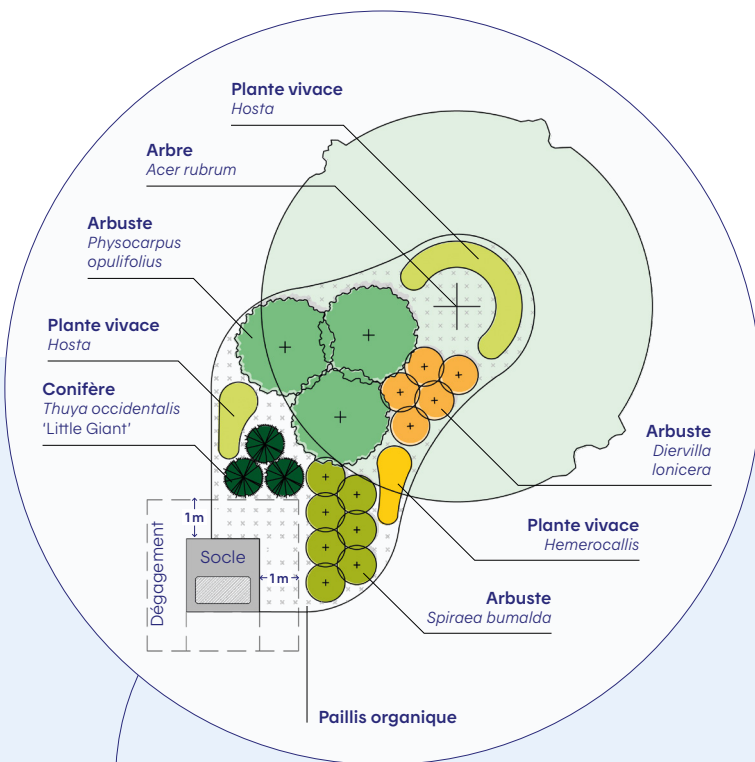 Plante vivace
Hosta
Arbre
Acer rubrum
Arbuste
Physocarpus
opulifolius
Plante vivace
Hosta
Conifère
Thuya occidentalis
'Little Giant'
Arbuste
Diervilla
lonicera
Plante vivace
Hemerocallis
Arbuste
Spiraea bumalda
1m
Socle
1m
Dégagement
Paillis organique